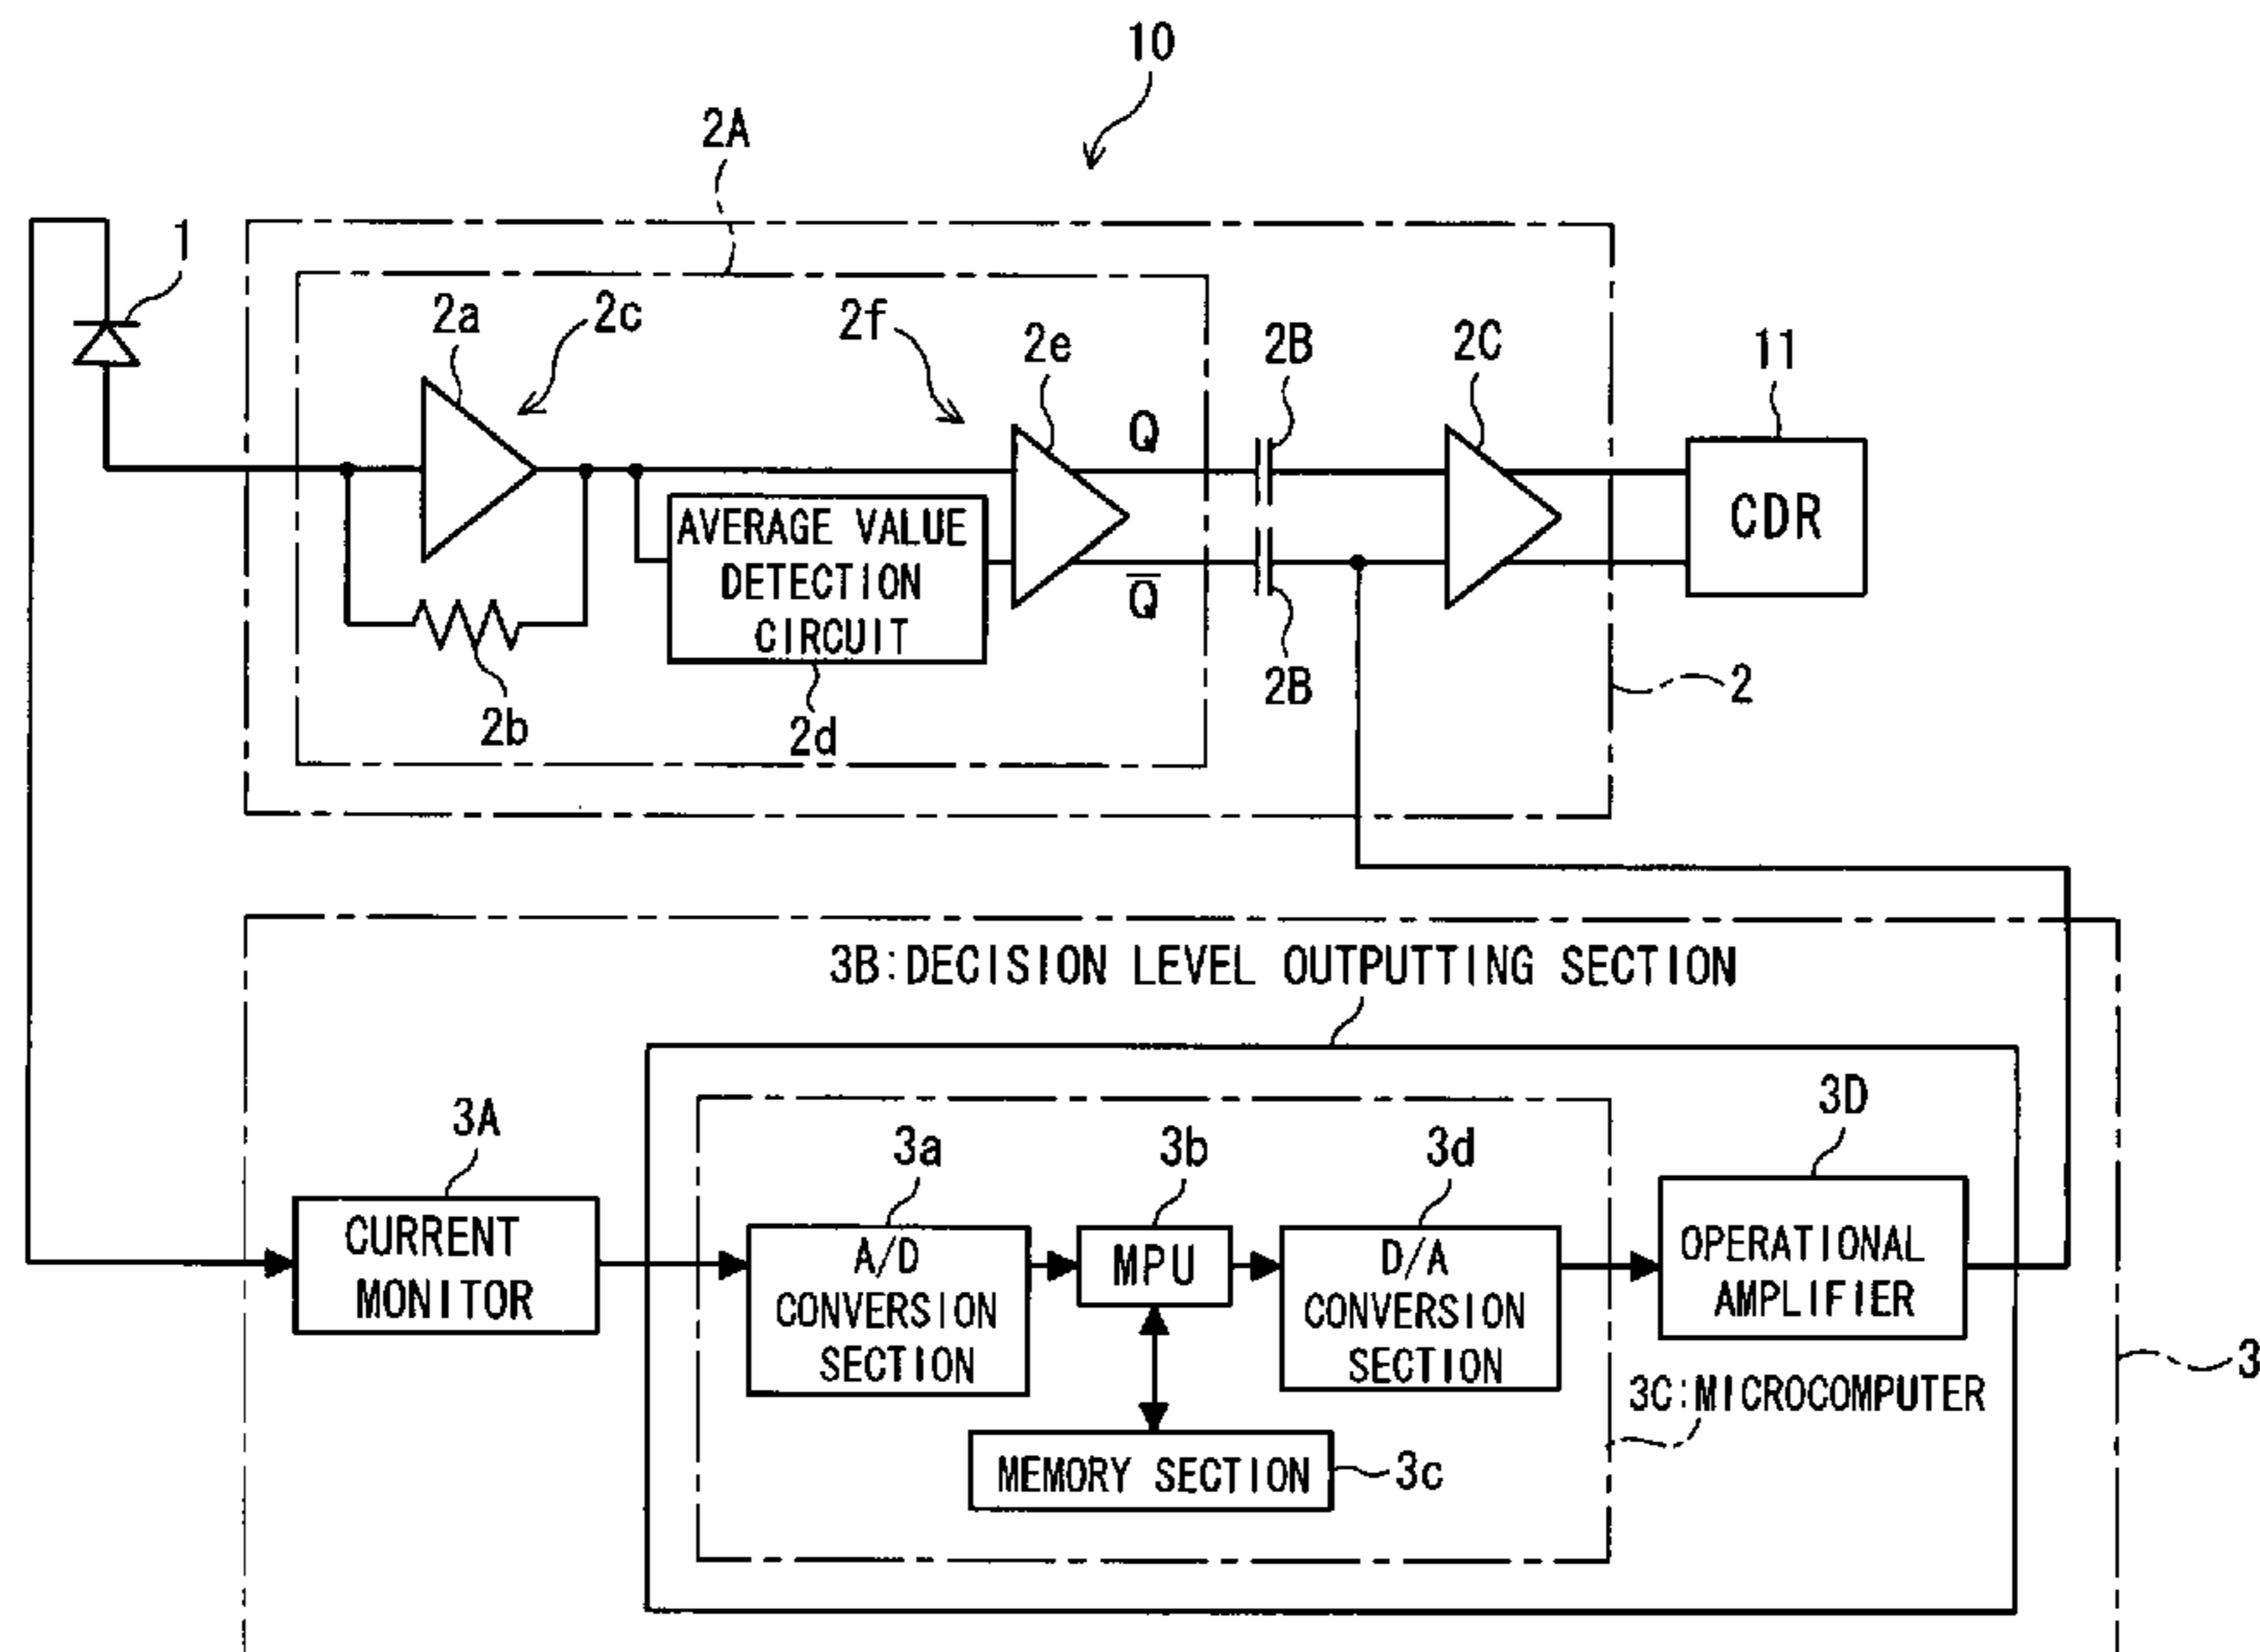 10
2A
1
2a
2c
2f
2e
2B
2C
11
Q
CDR
AVERAGE VALUE
DETECTION
CIRCUIT
Q̅
2b
2d
2B
2
3B:DECISION LEVEL OUTPUTTING SECTION
3A
3a
3b
3d
3D
CURRENT
MONITOR
A/D
CONVERSION
SECTION
MPU
D/A
CONVERSION
SECTION
OPERATIONAL
AMPLIFIER
3
3C:MICROCOMPUTER
MEMORY SECTION
3c